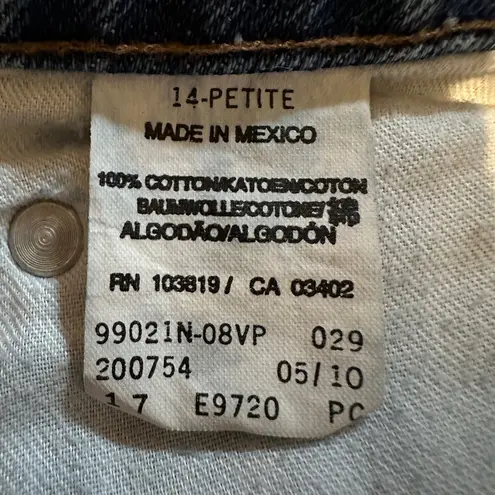 14-PETITE
MADE IN MEXICO
100% COTTON/KATOEN/COTON
BAUMWOLLE/COTONE/
ALGODÃO/ALGODÓN
RN 103819 / CA 03402
99021N-08VP 029
200754 05/10
17 E9720 PC